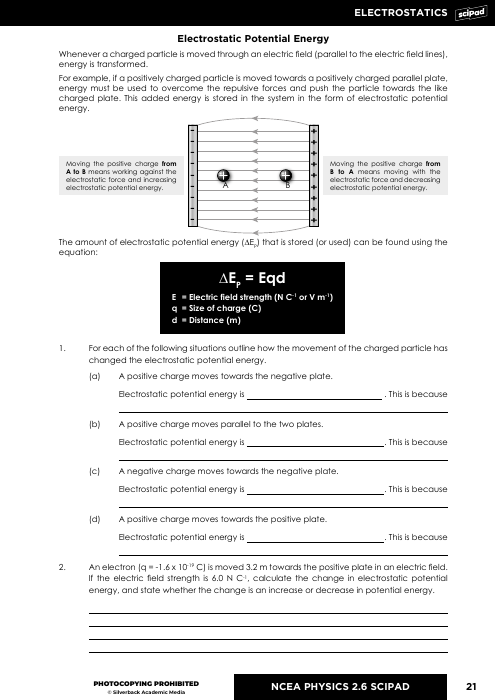 ELECTROSTATICS scipad
Electrostatic Potential Energy
Whenever a charged particle is moved through an electric field (parallel to the electric field lines),
energy is transformed.
For example, if a positively charged particle is moved towards a positively charged parallel plate,
energy must be used to overcome the repulsive forces and push the particle towards the like
charged plate. This added energy is stored in the system in the form of electrostatic potential
energy.
Moving the positive charge from
A to B means working against the
electrostatic force and increasing
electrostatic potential energy.
A
B
Moving the positive charge from
B to A means moving with the
electrostatic force and decreasing
electrostatic potential energy.
The amount of electrostatic potential energy (ΔEₚ) that is stored (or used) can be found using the
equation:
ΔEₚ = Eqd
E = Electric field strength (N C⁻¹ or V m⁻¹)
q = Size of charge (C)
d = Distance (m)
1. For each of the following situations outline how the movement of the charged particle has
changed the electrostatic potential energy.
(a) A positive charge moves towards the negative plate.
Electrostatic potential energy is ______. This is because
(b) A positive charge moves parallel to the two plates.
Electrostatic potential energy is ______. This is because
(c) A negative charge moves towards the negative plate.
Electrostatic potential energy is ______. This is because
(d) A positive charge moves towards the positive plate.
Electrostatic potential energy is ______. This is because
2. An electron (q = -1.6 x 10⁻¹⁹ C) is moved 3.2 m towards the positive plate in an electric field.
If the electric field strength is 6.0 N C⁻¹, calculate the change in electrostatic potential
energy, and state whether the change is an increase or decrease in potential energy.
PHOTOCOPYING PROHIBITED
© Silverback Academic Media
NCEA PHYSICS 2.6 SCIPAD
21